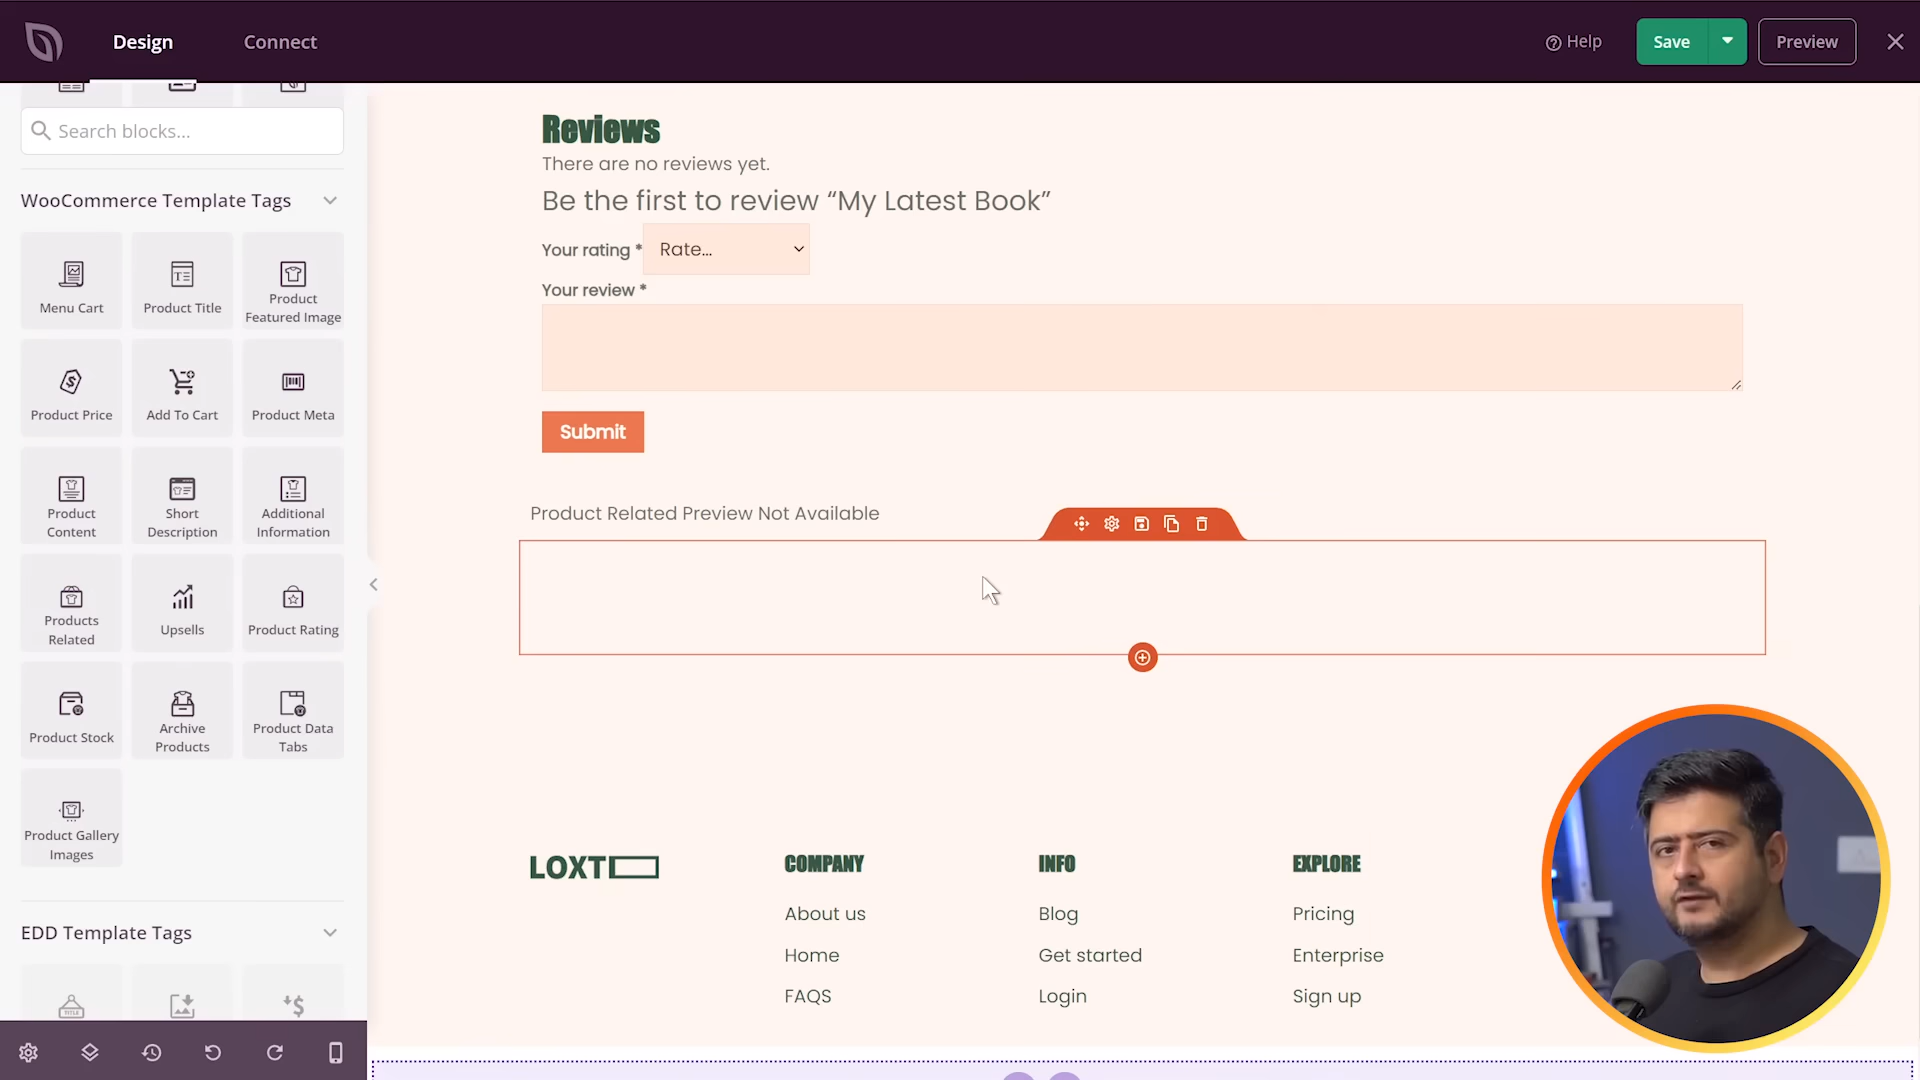 Design
Connect
Help
Save
Preview
Search blocks...
WooCommerce Template Tags
Menu Cart
Product Title
Product
Featured Image
Product Price
Add To Cart
Product Meta
Product
Content
Short
Description
Additional
Information
Products
Related
Upsells
Product Rating
Product Stock
Archive
Products
Product Data
Tabs
Product Gallery
Images
EDD Template Tags
Reviews
There are no reviews yet.
Be the first to review “My Latest Book”
Your rating *
Rate...
Your review *
Submit
Product Related Preview Not Available
LOXT
COMPANY
About us
Home
FAQS
INFO
Blog
Get started
Login
EXPLORE
Pricing
Enterprise
Sign up